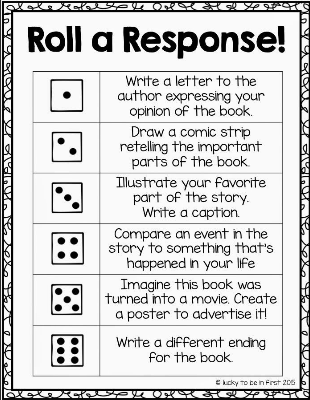 Roll a Response!
Write a letter to the
author expressing your
opinion of the book.
Draw a comic strip
retelling the important
parts of the book.
Illustrate your favorite
part of the story.
Write a caption.
Compare an event in the
story to something that's
happened in your life
Imagine this book was
turned into a movie. Create
a poster to advertise it!
Write a different ending
for the book.
© lucky to be in first 2015